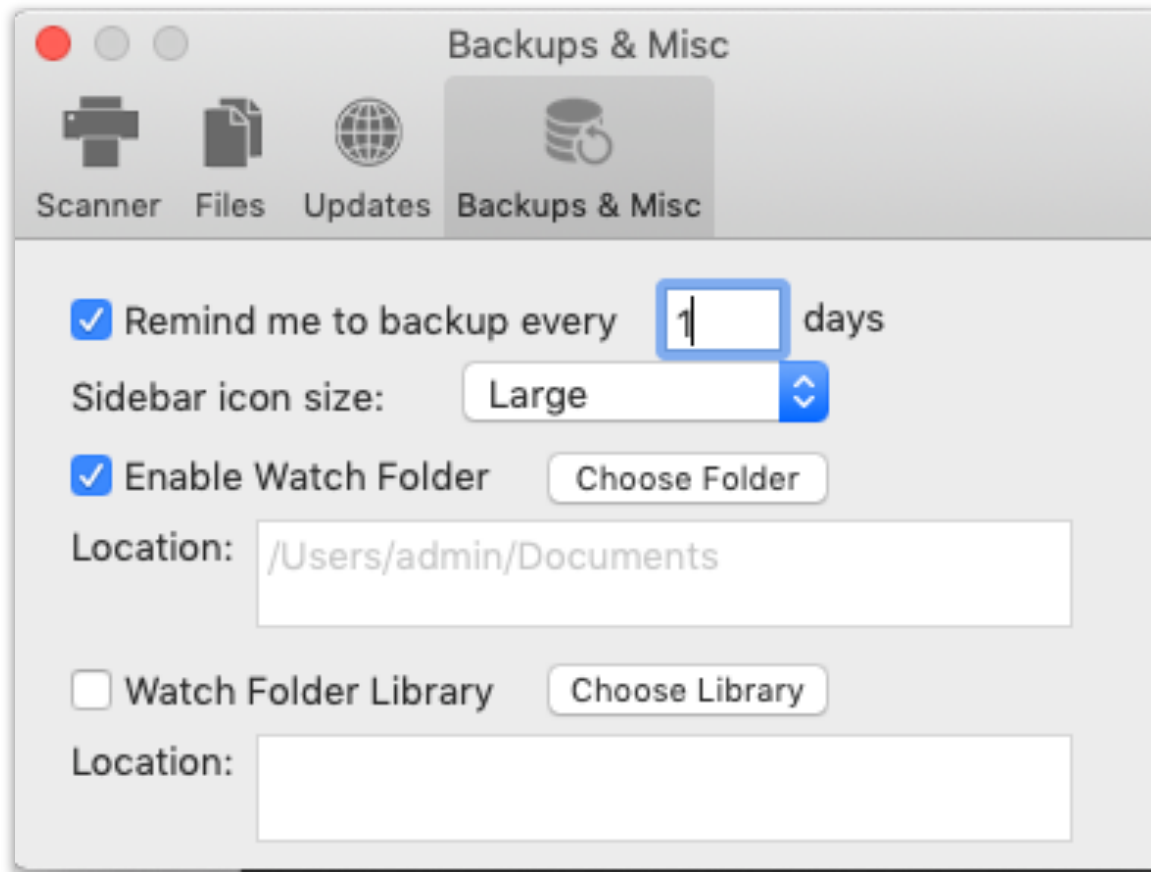 Backups & Misc
Scanner Files Updates Backups & Misc
Remind me to backup every 1 days
Sidebar icon size: Large
Enable Watch Folder Choose Folder
Location: /Users/admin/Documents
Watch Folder Library Choose Library
Location: